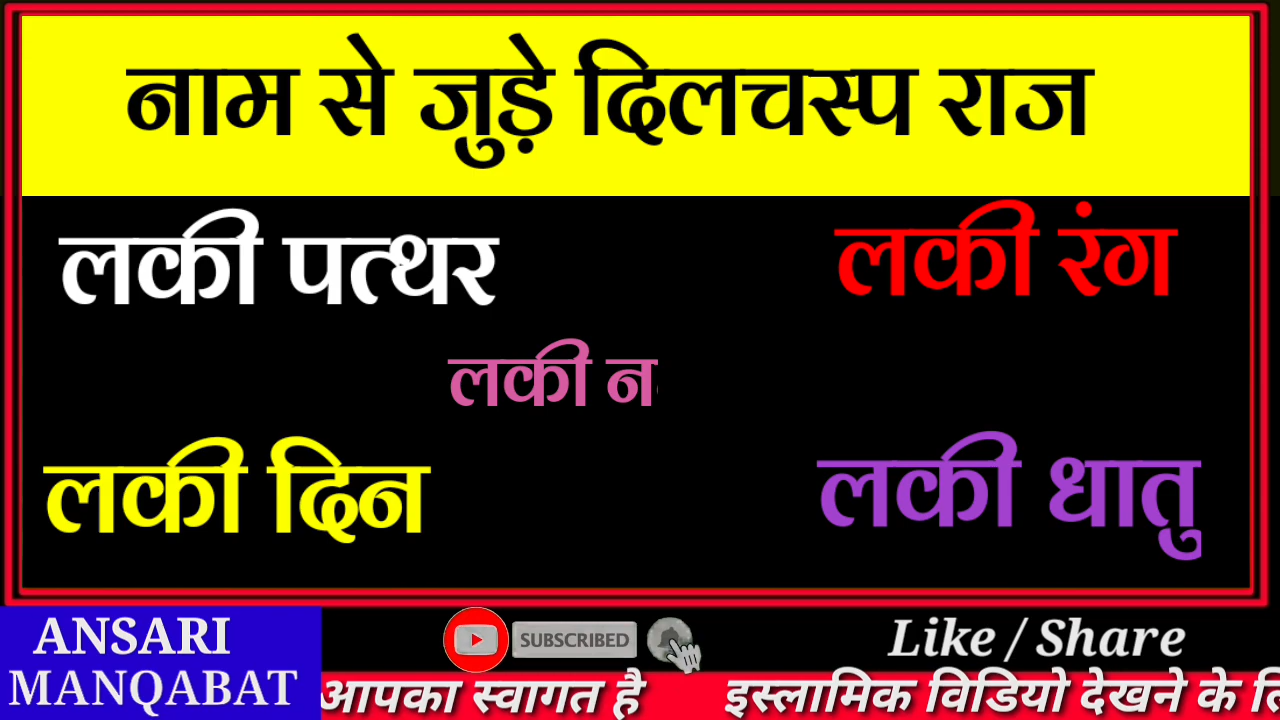 नाम से जुड़े दिलचस्प राज
लकी पत्थर
लकी रंग
लकी
लकी दिन
लकी धातु
ANSARI
MANQABAT
SUBSCRIBED
Like / Share
आपका स्वागत है
इस्लामिक विडियो देखने के